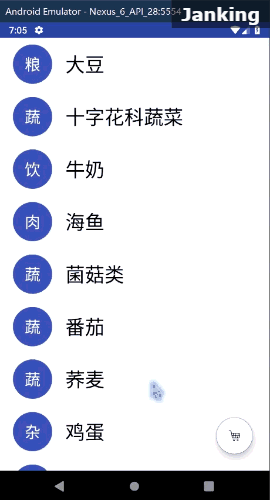 Android Emulator - Nexus_6_API_28:5554
Janking
7:05
粮 大豆
蔬 十字花科蔬菜
饮 牛奶
肉 海鱼
蔬 菌菇类
蔬 番茄
蔬 荞麦
杂 鸡蛋